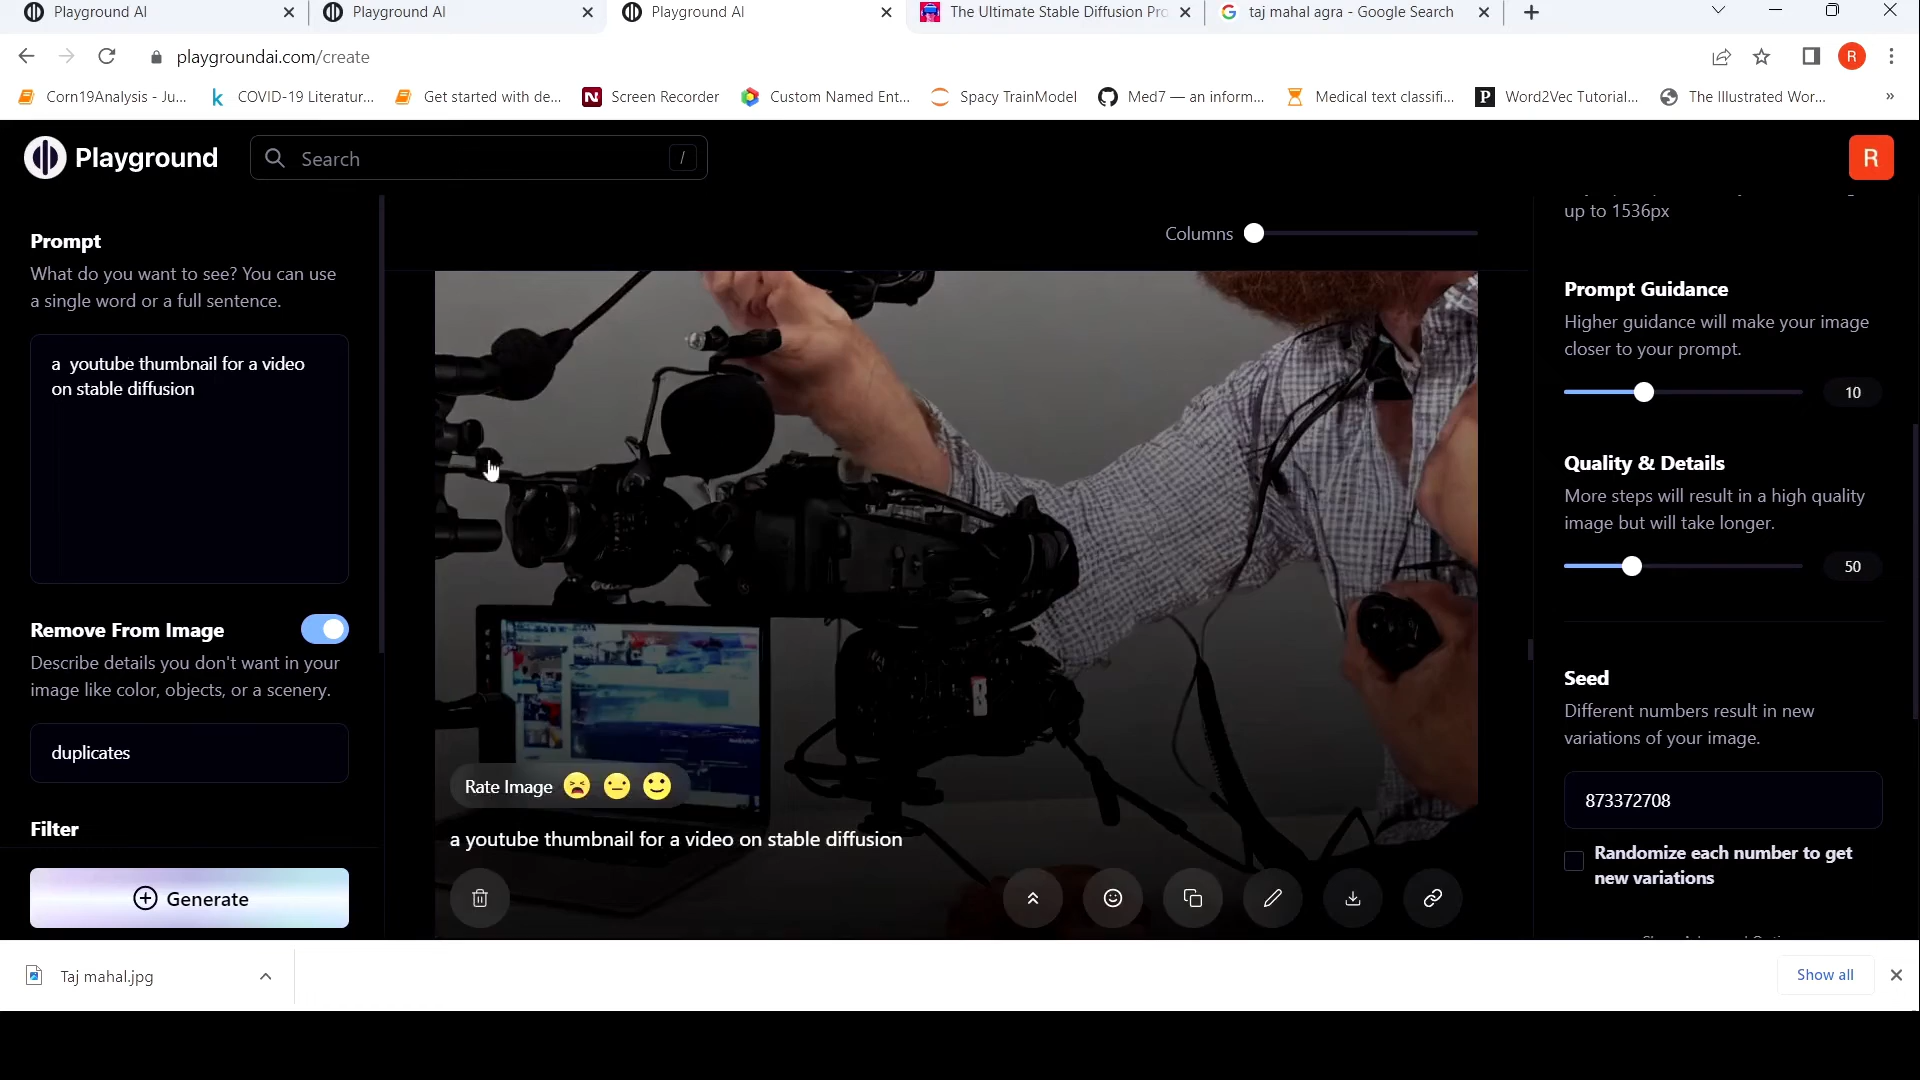 Playground AI
Playground AI
Playground AI
The Ultimate Stable Diffusion Pro
taj mahal agra - Google Search
playgroundai.com/create
Corn19Analysis - Ju...
COVID-19 Literatur...
Get started with de...
Screen Recorder
Custom Named Ent...
Spacy TrainModel
Med7 — an inform...
Medical text classifi...
Word2Vec Tutorial...
The Illustrated Wor...
»
R
Playground
Search
/
R
Prompt
What do you want to see? You can use
a single word or a full sentence.
a  youtube thumbnail for a video
on stable diffusion
Remove From Image
Describe details you don't want in your
image like color, objects, or a scenery.
duplicates
Filter
Generate
Columns
Rate Image
a youtube thumbnail for a video on stable diffusion
up to 1536px
Prompt Guidance
Higher guidance will make your image
closer to your prompt.
10
Quality & Details
More steps will result in a high quality
image but will take longer.
50
Seed
Different numbers result in new
variations of your image.
873372708
Randomize each number to get
new variations
Taj mahal.jpg
Show all